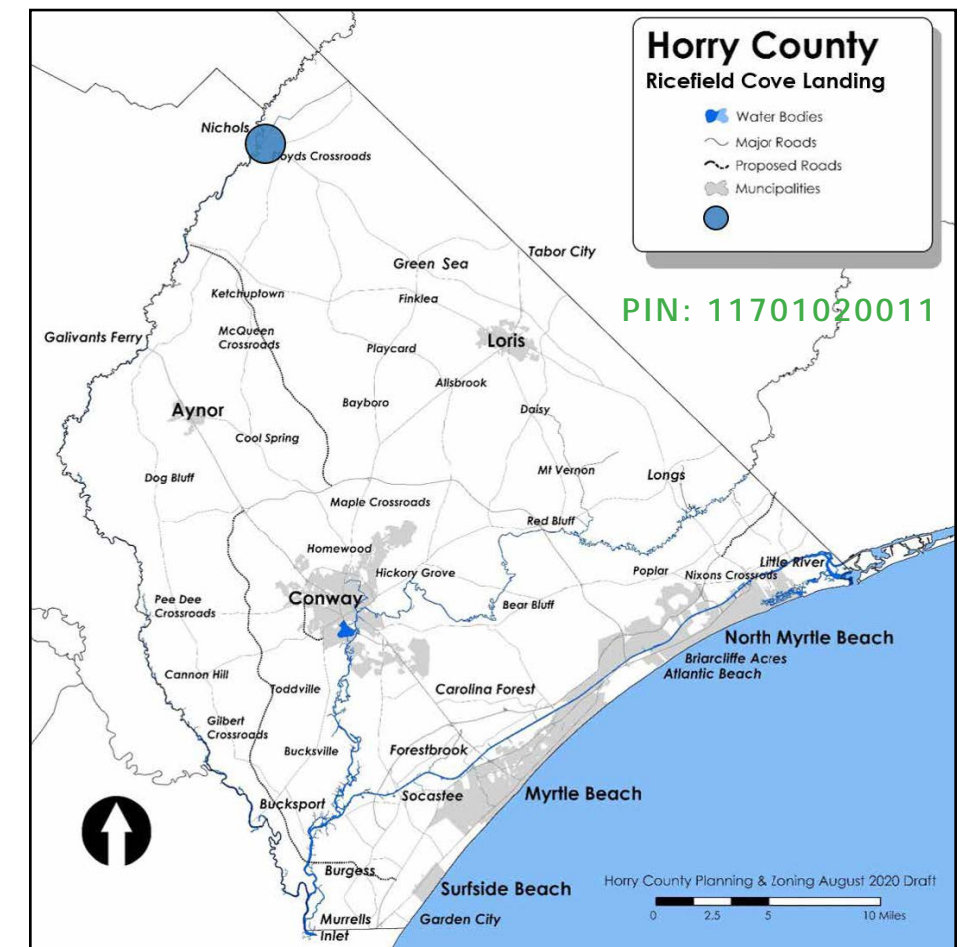 Horry County
Ricefield Cove Landing
Water Bodies
Major Roads
Proposed Roads
Muncipalities
Nichols
Floyds Crossroads
Tabor City
Green Sea
Ketchuptown
Finklea
PIN: 11701020011
Galivants Ferry
McQueen
Crossroads
Playcard
Loris
Allsbrook
Bayboro
Daisy
Aynor
Cool Spring
Dog Bluff
Mt Vernon
Longs
Maple Crossroads
Red Bluff
Homewood
Hickory Grove
Poplar
Little River
Nixons Crossroads
Conway
Bear Bluff
Pee Dee
Crossroads
North Myrtle Beach
Briarcliffe Acres
Atlantic Beach
Cannon Hill
Toddville
Carolina Forest
Gilbert
Crossroads
Bucksville
Forestbrook
Bucksport
Socastee
Myrtle Beach
Burgess
Surfside Beach
Horry County Planning & Zoning August 2020 Draft
0 2.5 5 10 Miles
Murrells
Inlet
Garden City